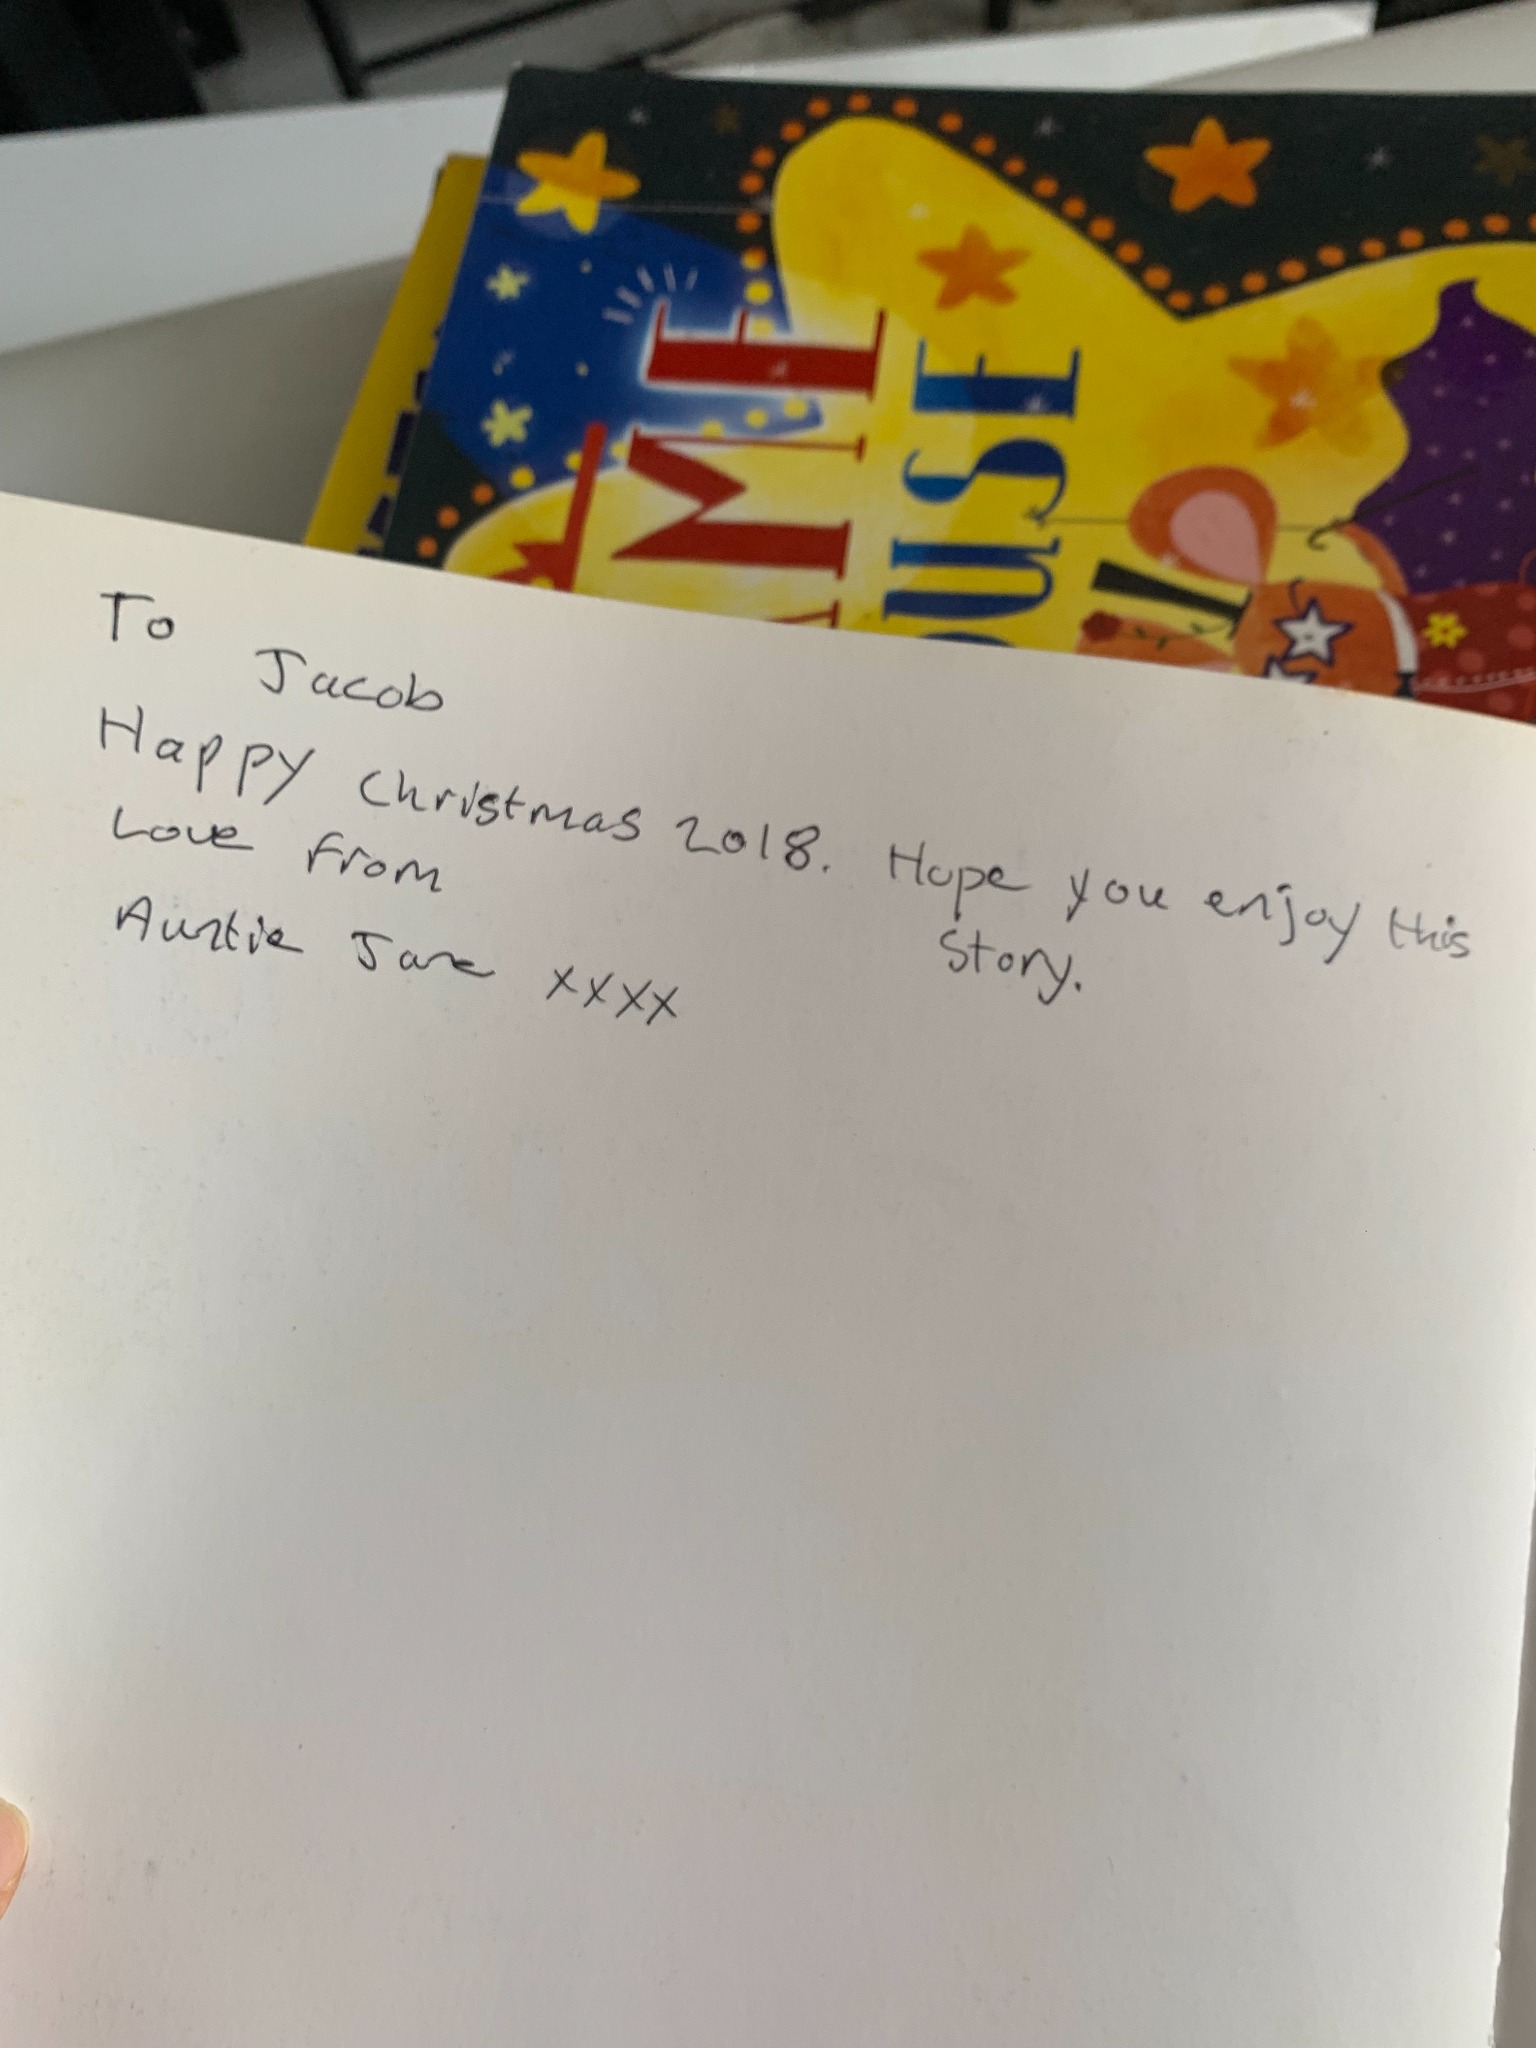 To
Jacob
Happy Christmas 2018. Hope you enjoy this
story.
Love from
Auntie Jane xxxx